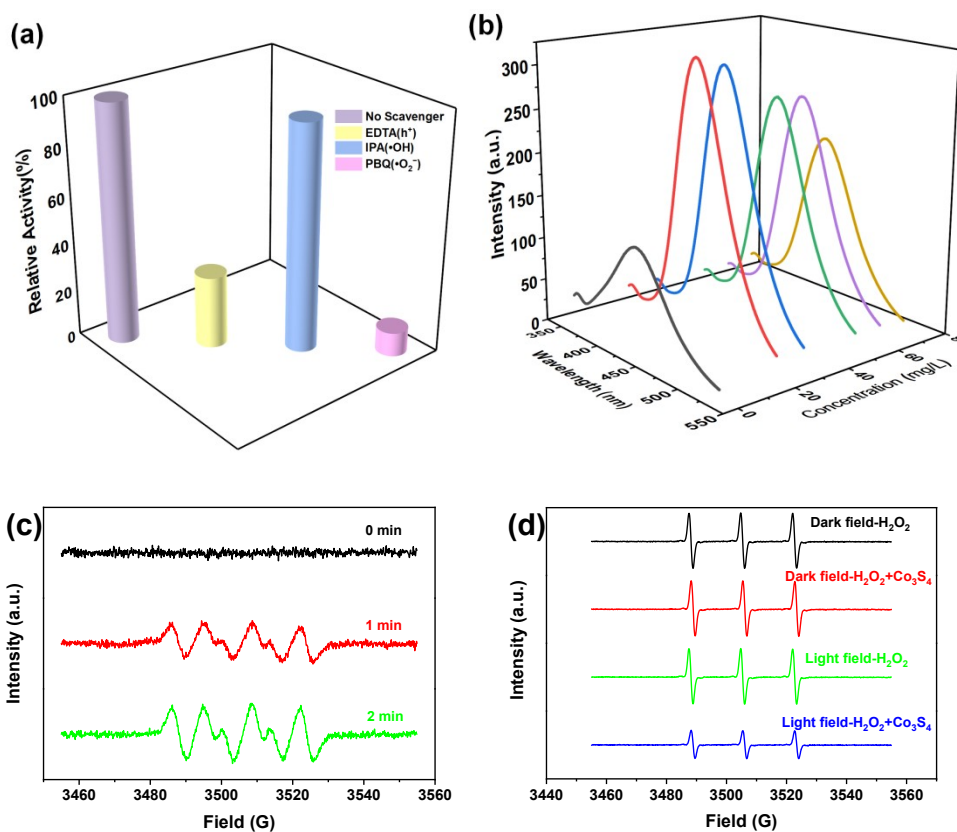 (a)
Relative Activity(%)
100
80
60
40
20
0
No Scavenger
EDTA(h⁺)
IPA(•OH)
PBQ(•O₂⁻)
(b)
Intensity (a.u.)
300
250
200
150
100
50
0
350
400
450
500
550
Wavelength (nm)
0
20
40
60
Concentration (mg/L)
(c)
Intensity (a.u.)
0 min
1 min
2 min
3460 3480 3500 3520 3540 3560
Field (G)
(d)
Intensity (a.u.)
Dark field-H₂O₂
Dark field-H₂O₂+Co₃S₄
Light field-H₂O₂
Light field-H₂O₂+Co₃S₄
3440 3460 3480 3500 3520 3540 3560
Field (G)